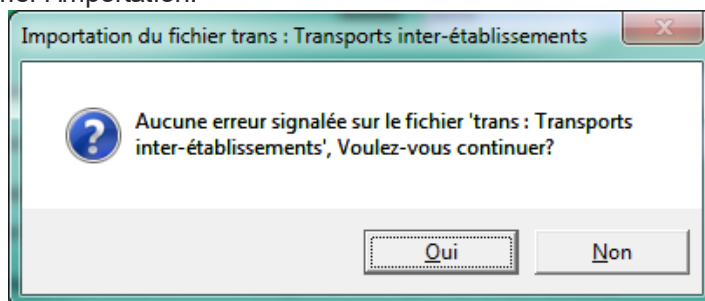 Importation du fichier trans : Transports inter-établissements
Aucune erreur signalée sur le fichier 'trans : Transports
inter-établissements', Voulez-vous continuer?
Oui
Non